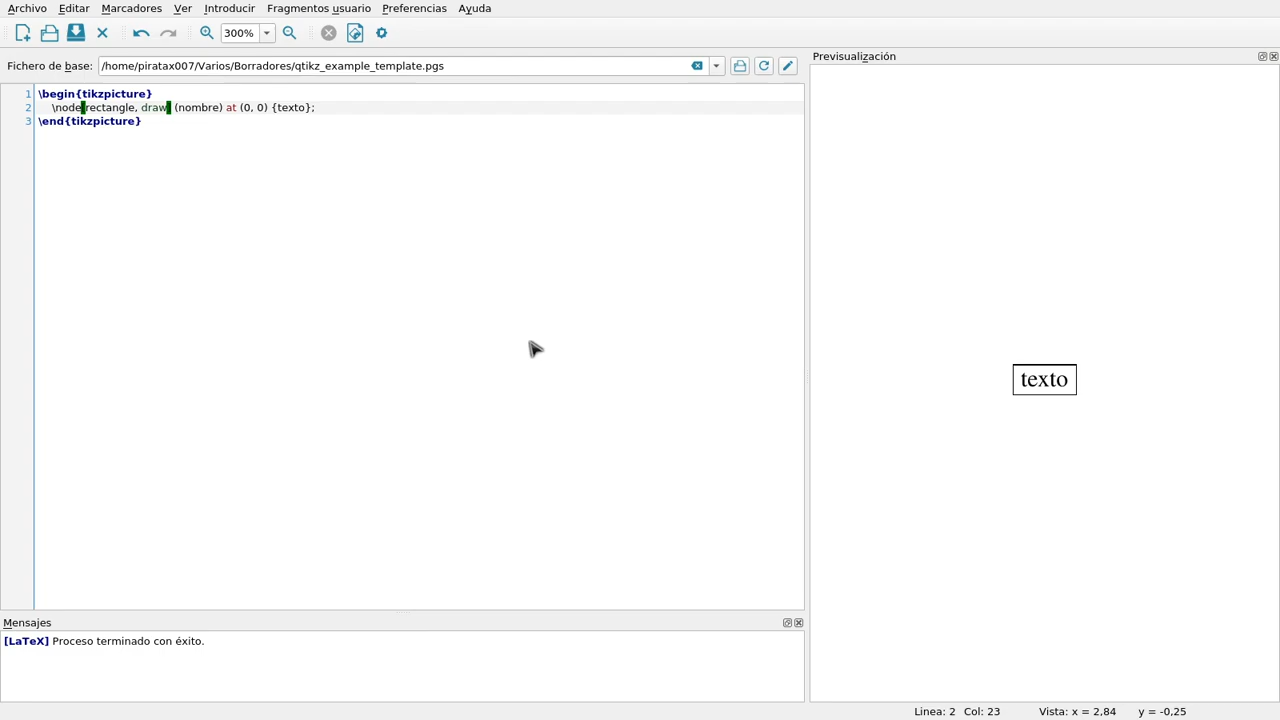 Archivo Editar Marcadores Ver Introducir Fragmentos usuario Preferencias Ayuda
300%
Previsualización
Fichero de base: /home/piratax007/Varios/Borradores/qtikz_example_template.pgs
1 \begin{tikzpicture}
2 \node[rectangle, draw] (nombre) at (0, 0) {texto};
3 \end{tikzpicture}
texto
Mensajes
[LaTeX] Proceso terminado con éxito.
Linea: 2 Col: 23 Vista: x = 2,84 y = -0,25